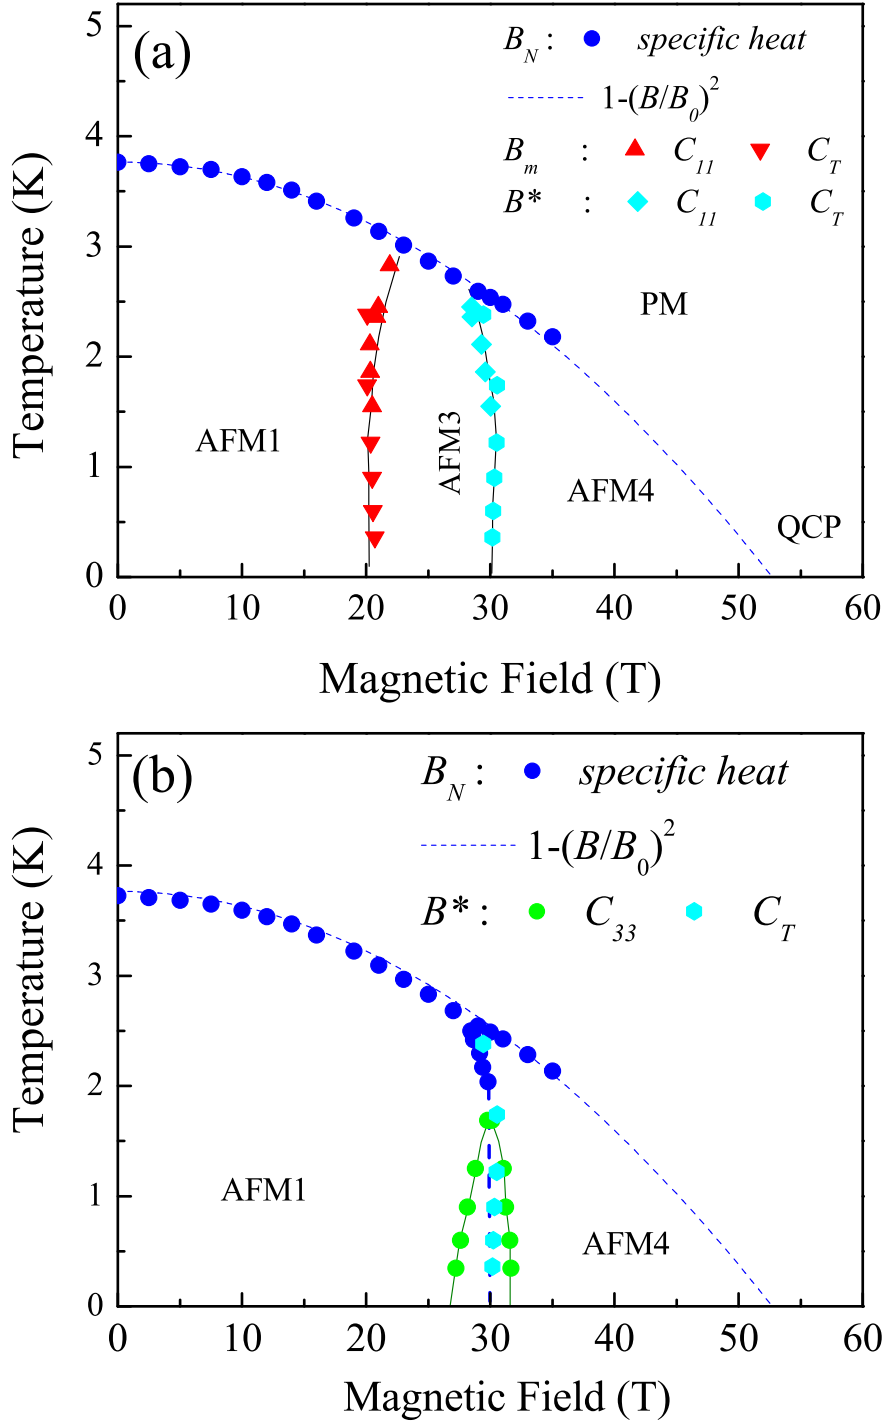 (a)
B_N : specific heat
1-(B/B_0)^2
B_m : C_11 C_T
B* : C_11 C_T
5
4
3
2
1
0
Temperature (K)
PM
AFM1
AFM3
AFM4
QCP
0 10 20 30 40 50 60
Magnetic Field (T)
(b)
B_N : specific heat
1-(B/B_0)^2
B* : C_33 C_T
5
4
3
2
1
0
Temperature (K)
AFM1
AFM4
0 10 20 30 40 50 60
Magnetic Field (T)